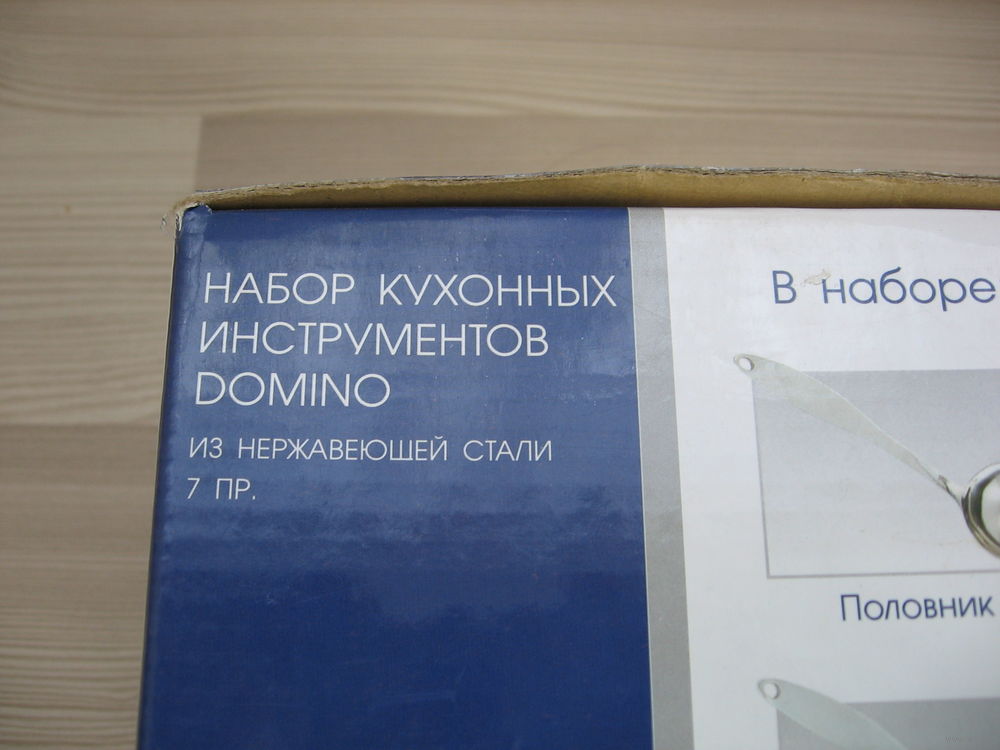 НАБОР КУХОННЫХ
ИНСТРУМЕНТОВ
DOMINO
ИЗ НЕРЖАВЕЮЩЕЙ СТАЛИ
7 ПР.
В наборе
Половник